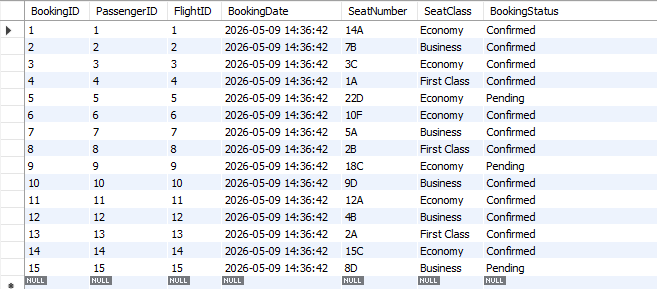 BookingID PassengerID FlightID BookingDate SeatNumber SeatClass BookingStatus
1 1 1 2026-05-09 14:36:42 14A Economy Confirmed
2 2 2 2026-05-09 14:36:42 7B Business Confirmed
3 3 3 2026-05-09 14:36:42 3C Economy Confirmed
4 4 4 2026-05-09 14:36:42 1A First Class Confirmed
5 5 5 2026-05-09 14:36:42 22D Economy Pending
6 6 6 2026-05-09 14:36:42 10F Economy Confirmed
7 7 7 2026-05-09 14:36:42 5A Business Confirmed
8 8 8 2026-05-09 14:36:42 2B First Class Confirmed
9 9 9 2026-05-09 14:36:42 18C Economy Pending
10 10 10 2026-05-09 14:36:42 9D Business Confirmed
11 11 11 2026-05-09 14:36:42 12A Economy Confirmed
12 12 12 2026-05-09 14:36:42 4B Business Confirmed
13 13 13 2026-05-09 14:36:42 2A First Class Confirmed
14 14 14 2026-05-09 14:36:42 15C Economy Confirmed
15 15 15 2026-05-09 14:36:42 8D Business Pending
NULL NULL NULL NULL NULL NULL NULL